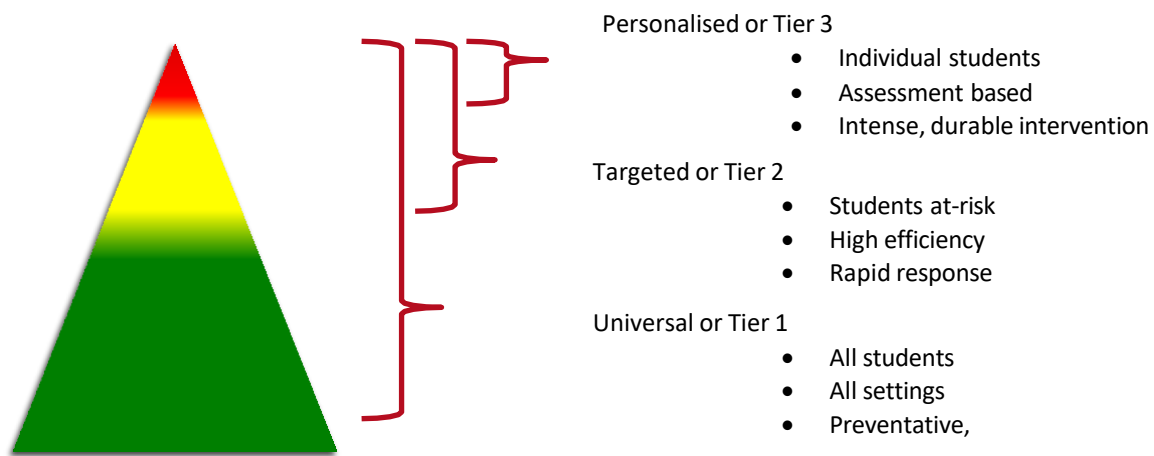 Personalised or Tier 3
• Individual students
• Assessment based
• Intense, durable intervention
Targeted or Tier 2
• Students at-risk
• High efficiency
• Rapid response
Universal or Tier 1
• All students
• All settings
• Preventative,